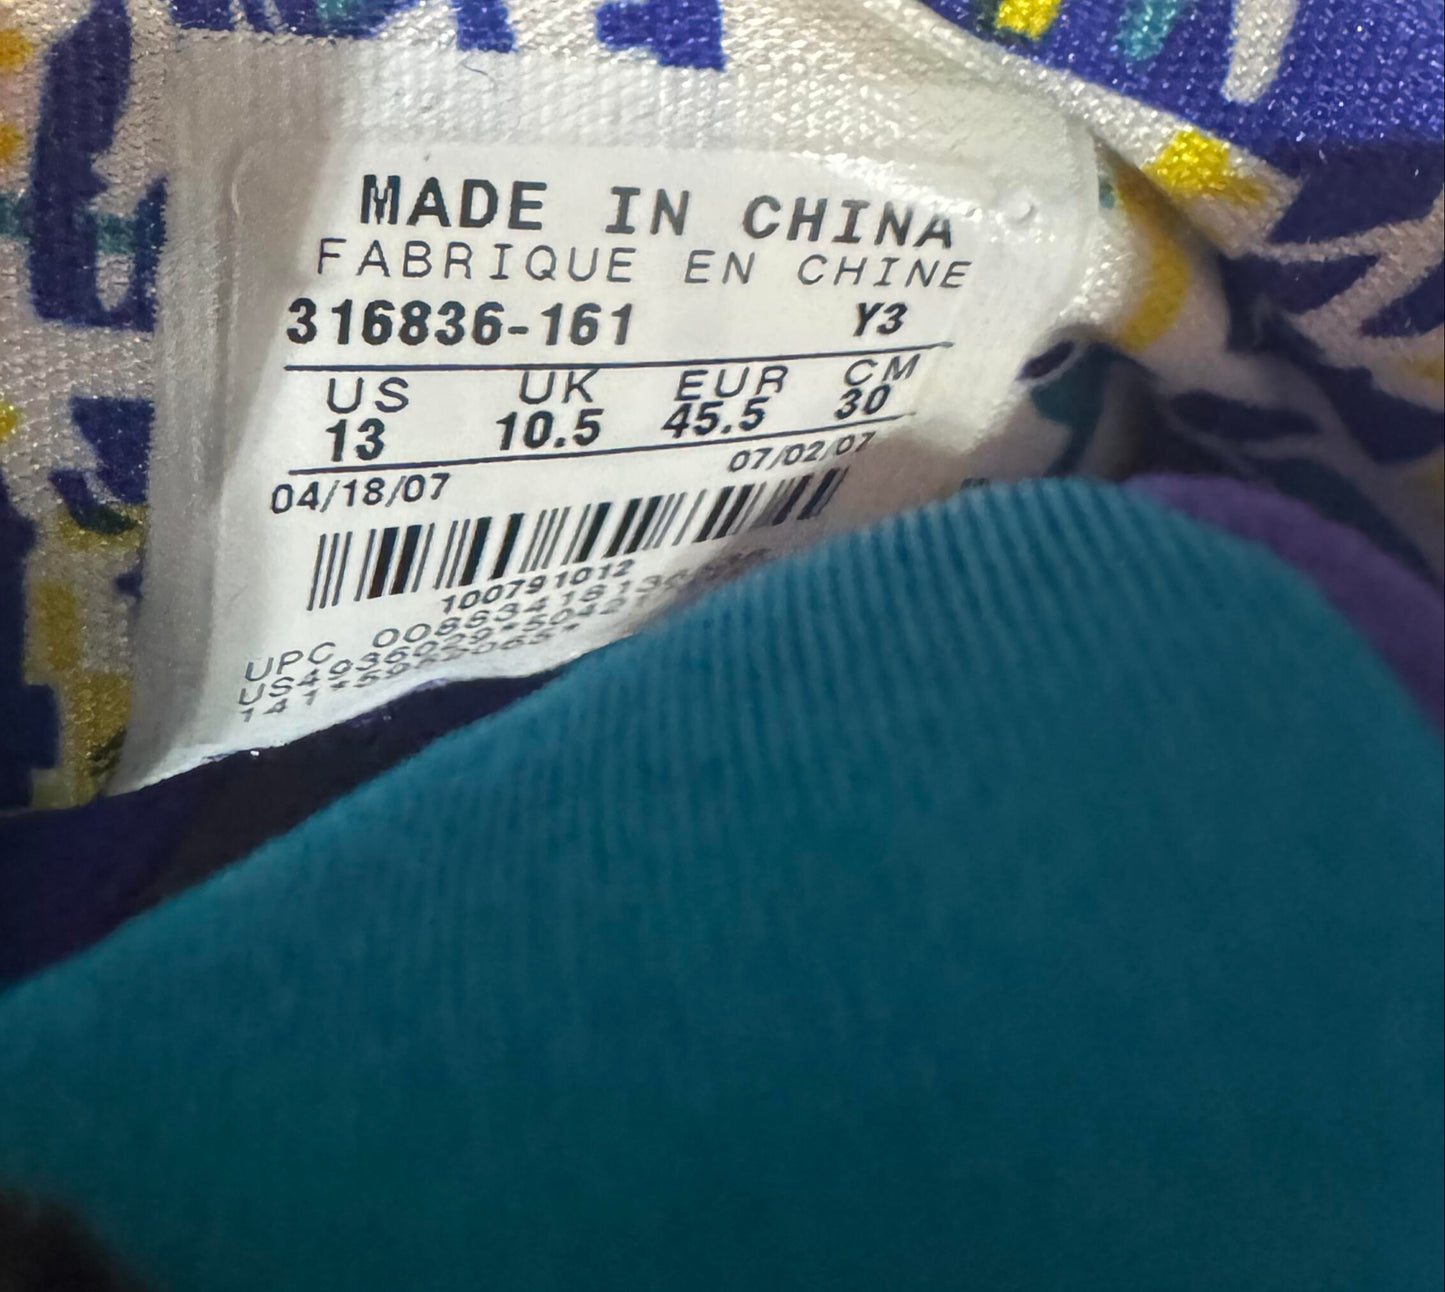 MADE IN CHINA
FABRIQUE EN CHINE
316836-161 Y3
US UK EUR CM
13 10.5 45.5 30
04/18/07 07/02/07
100791012
UPC